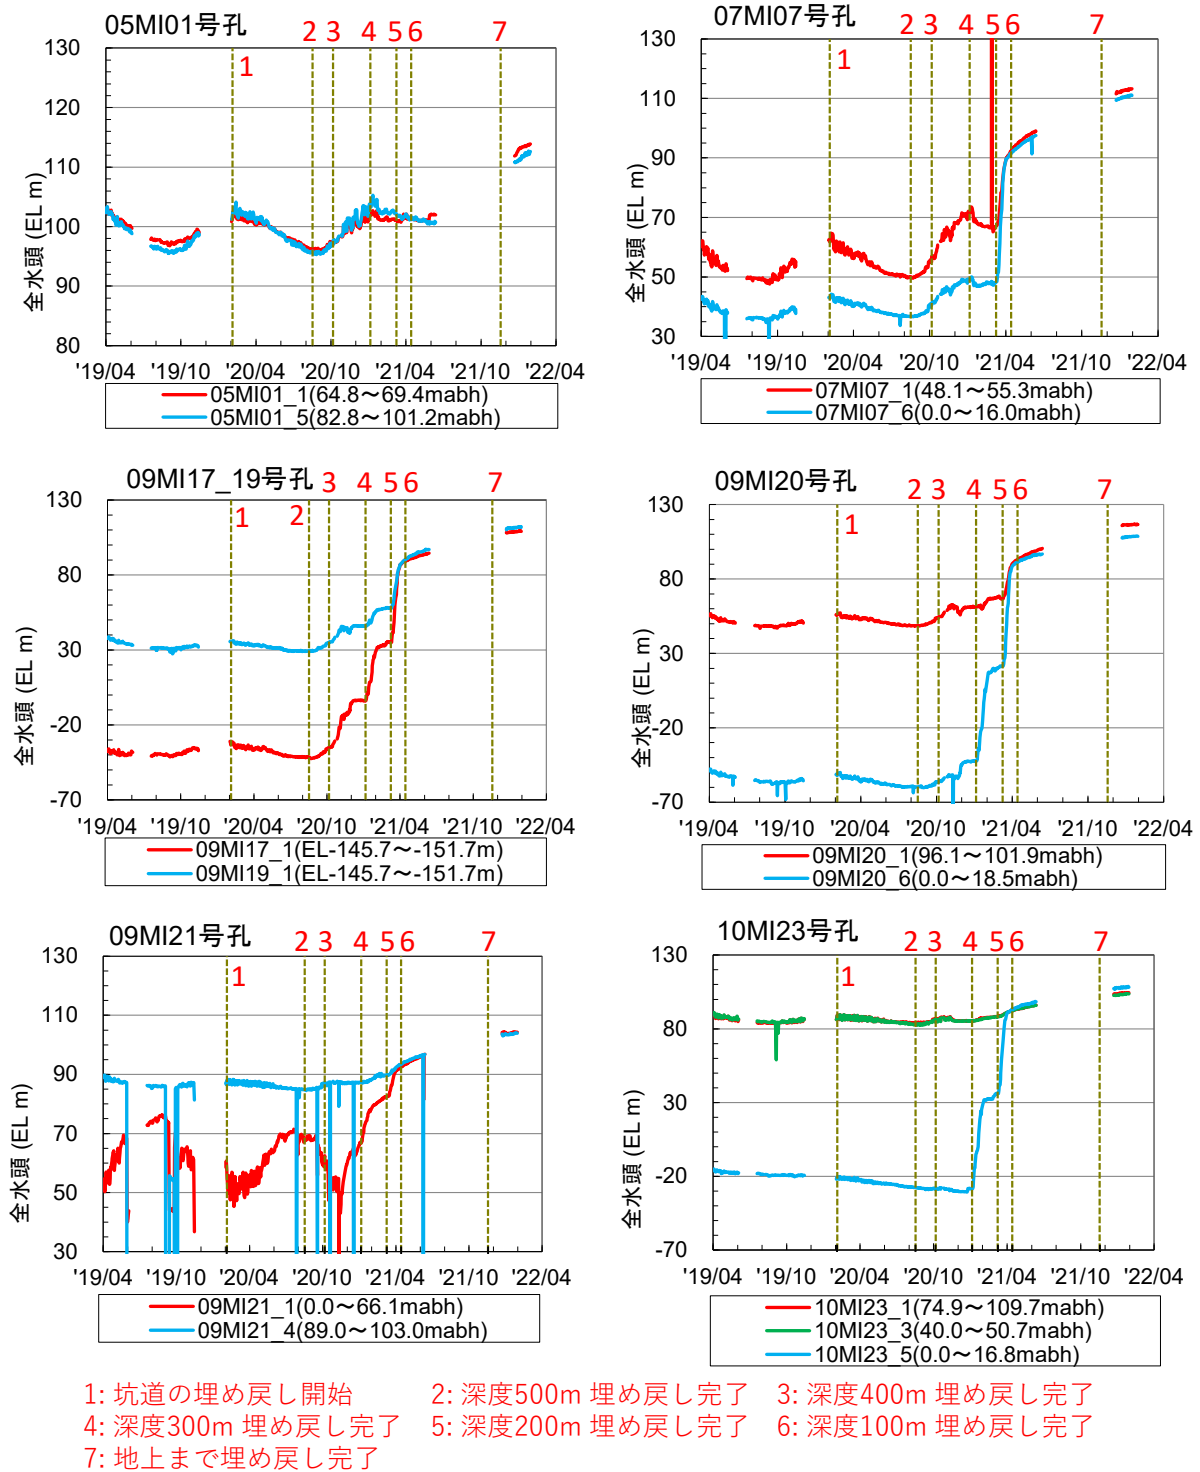 05MI01号孔
全水頭 (EL m)
130
120
110
100
90
80
1
2 3 4 5 6 7
'19/04 '19/10 '20/04 '20/10 '21/04 '21/10 '22/04
05MI01_1(64.8～69.4mabh)
05MI01_5(82.8～101.2mabh)
07MI07号孔
全水頭 (EL m)
130
110
90
70
50
30
1
2 3 4 5 6 7
'19/04 '19/10 '20/04 '20/10 '21/04 '21/10 '22/04
07MI07_1(48.1～55.3mabh)
07MI07_6(0.0～16.0mabh)
09MI17_19号孔
全水頭 (EL m)
130
80
30
-20
-70
1 2
3 4 5 6 7
'19/04 '19/10 '20/04 '20/10 '21/04 '21/10 '22/04
09MI17_1(EL-145.7～-151.7m)
09MI19_1(EL-145.7～-151.7m)
09MI20号孔
全水頭 (EL m)
130
80
30
-20
-70
1
2 3 4 5 6 7
'19/04 '19/10 '20/04 '20/10 '21/04 '21/10 '22/04
09MI20_1(96.1～101.9mabh)
09MI20_6(0.0～18.5mabh)
09MI21号孔
全水頭 (EL m)
130
110
90
70
50
30
1
2 3 4 5 6 7
'19/04 '19/10 '20/04 '20/10 '21/04 '21/10 '22/04
09MI21_1(0.0～66.1mabh)
09MI21_4(89.0～103.0mabh)
10MI23号孔
全水頭 (EL m)
130
80
30
-20
-70
1
2 3 4 5 6 7
'19/04 '19/10 '20/04 '20/10 '21/04 '21/10 '22/04
10MI23_1(74.9～109.7mabh)
10MI23_3(40.0～50.7mabh)
10MI23_5(0.0～16.8mabh)
1: 坑道の埋め戻し開始 2: 深度500m 埋め戻し完了 3: 深度400m 埋め戻し完了
4: 深度300m 埋め戻し完了 5: 深度200m 埋め戻し完了 6: 深度100m 埋め戻し完了
7: 地上まで埋め戻し完了